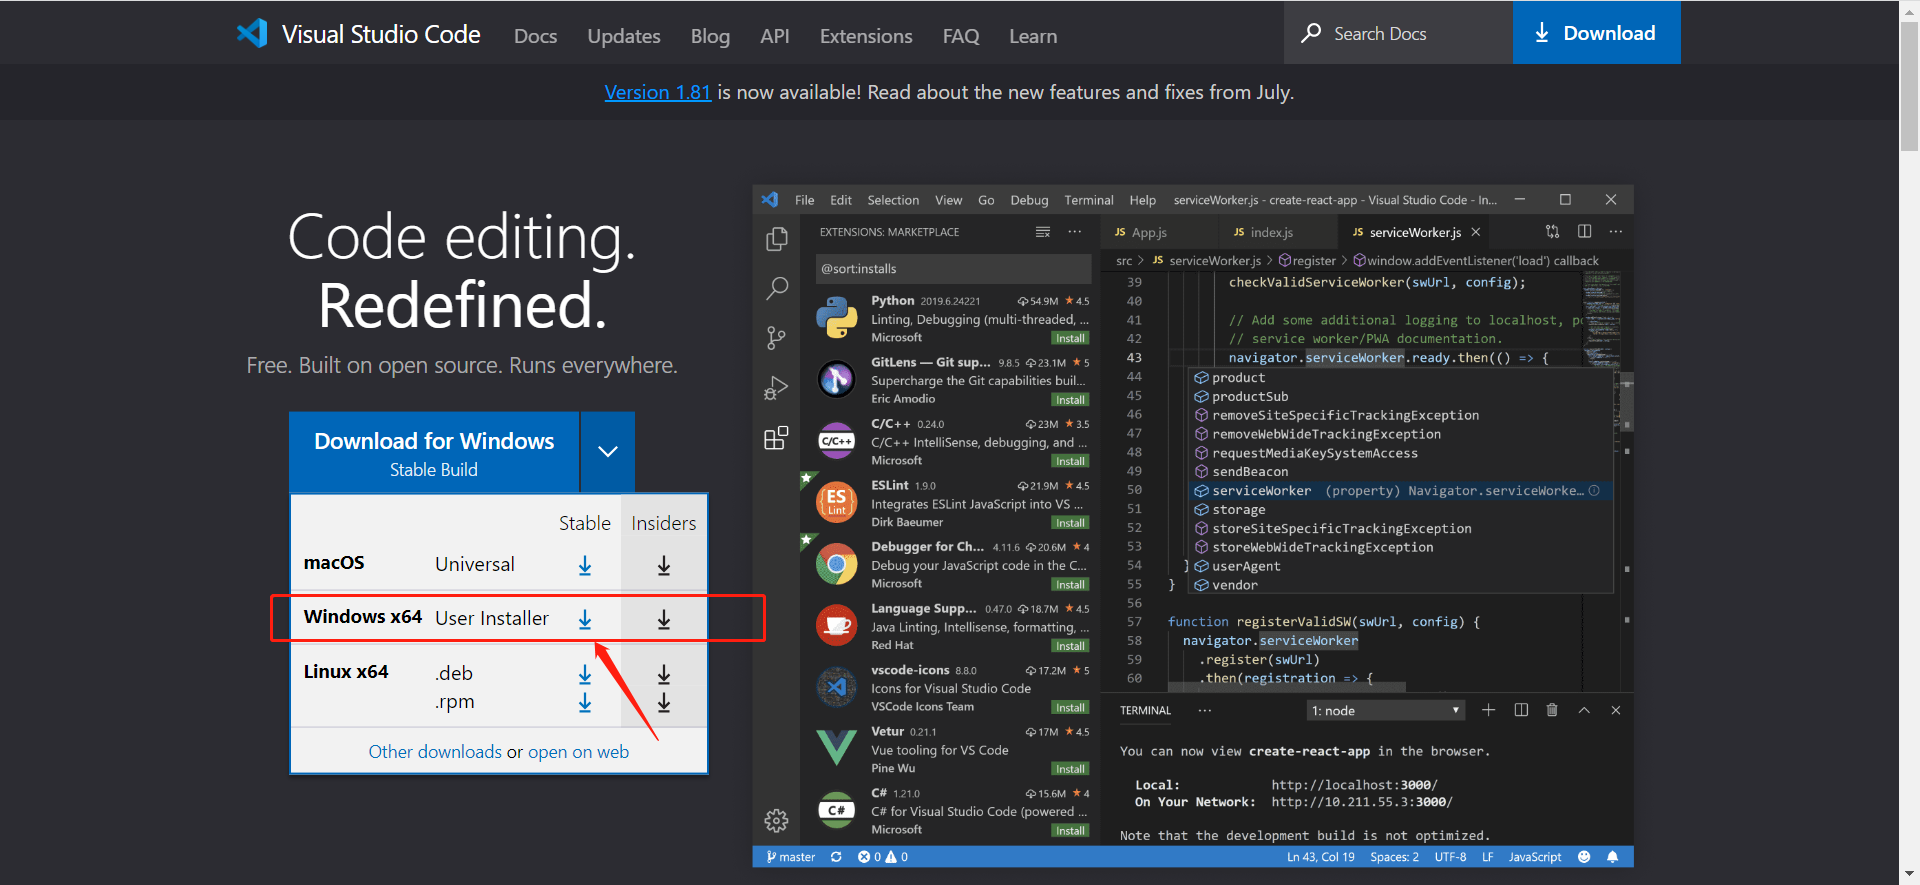 Visual Studio Code Docs Updates Blog API Extensions FAQ Learn Search Docs Download
Version 1.81 is now available! Read about the new features and fixes from July.
Code editing.
Redefined.
Free. Built on open source. Runs everywhere.
Download for Windows
Stable Build
Stable Insiders
macOS Universal
Windows x64 User Installer
Linux x64 .deb
.rpm
Other downloads or open on web
File Edit Selection View Go Debug Terminal Help serviceWorker.js - create-react-app - Visual Studio Code - In...
EXTENSIONS: MARKETPLACE
@sort:installs
Python 2019.6.24221 54.9M ★ 4.5
Linting, Debugging (multi-threaded, ...
Microsoft Install
GitLens — Git sup... 9.8.5 23.1M ★ 5
Supercharge the Git capabilities buil...
Eric Amodio Install
C/C++ 0.24.0 23M ★ 3.5
C/C++
C/C++ IntelliSense, debugging, and ...
Microsoft Install
ESLint 1.9.0 21.9M ★ 4.5
ES
Lint
Integrates ESLint JavaScript into VS ...
Dirk Baeumer Install
Debugger for Ch... 4.11.6 20.6M ★ 4
Debug your JavaScript code in the C...
Microsoft Install
Language Supp... 0.47.0 18.7M ★ 4.5
Java Linting, Intellisense, formatting, ...
Red Hat Install
vscode-icons 8.8.0 17.2M ★ 5
Icons for Visual Studio Code
VSCode Icons Team Install
Vetur 0.21.1 17M ★ 4.5
Vue tooling for VS Code
Pine Wu Install
C# 1.21.0 15.6M ★ 4
C#
C# for Visual Studio Code (powered ...
Microsoft Install
JS App.js JS index.js JS serviceWorker.js
src > JS serviceWorker.js > register > window.addEventListener('load') callback
39 checkValidServiceWorker(swUrl, config);
40
41 // Add some additional logging to localhost, p
42 // service worker/PWA documentation.
43 navigator.serviceWorker.ready.then(() => {
44 product
45 productSub
46 removeSiteSpecificTrackingException
47 removeWebWideTrackingException
48 requestMediaKeySystemAccess
49 sendBeacon
50 serviceWorker (property) Navigator.serviceWorke...
51 storage
52 storeSiteSpecificTrackingException
53 storeWebWideTrackingException
54 } userAgent
55 } vendor
56
57 function registerValidSW(swUrl, config) {
58 navigator.serviceWorker
59 .register(swUrl)
60 .then(registration => {
TERMINAL ··· 1: node
You can now view create-react-app in the browser.
Local: http://localhost:3000/
On Your Network: http://10.211.55.3:3000/
Note that the development build is not optimized.
master 0 0 Ln 43, Col 19 Spaces: 2 UTF-8 LF JavaScript